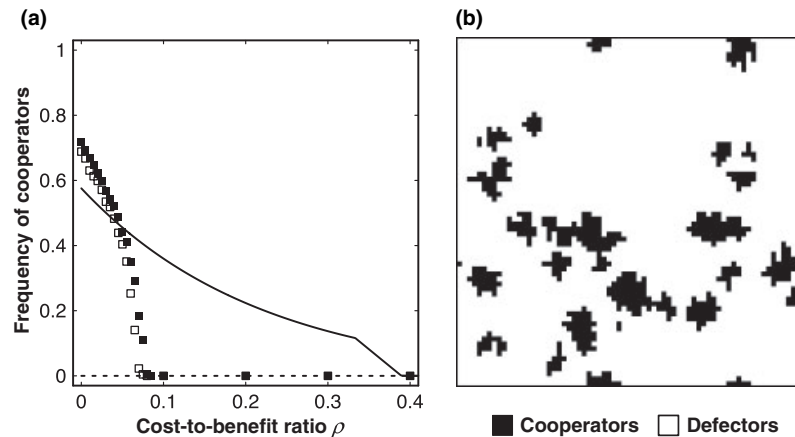 (a)
(b)
1
0.8
0.6
0.4
0.2
0
Frequency of cooperators
0 0.1 0.2 0.3 0.4
Cost-to-benefit ratio ρ
Cooperators Defectors